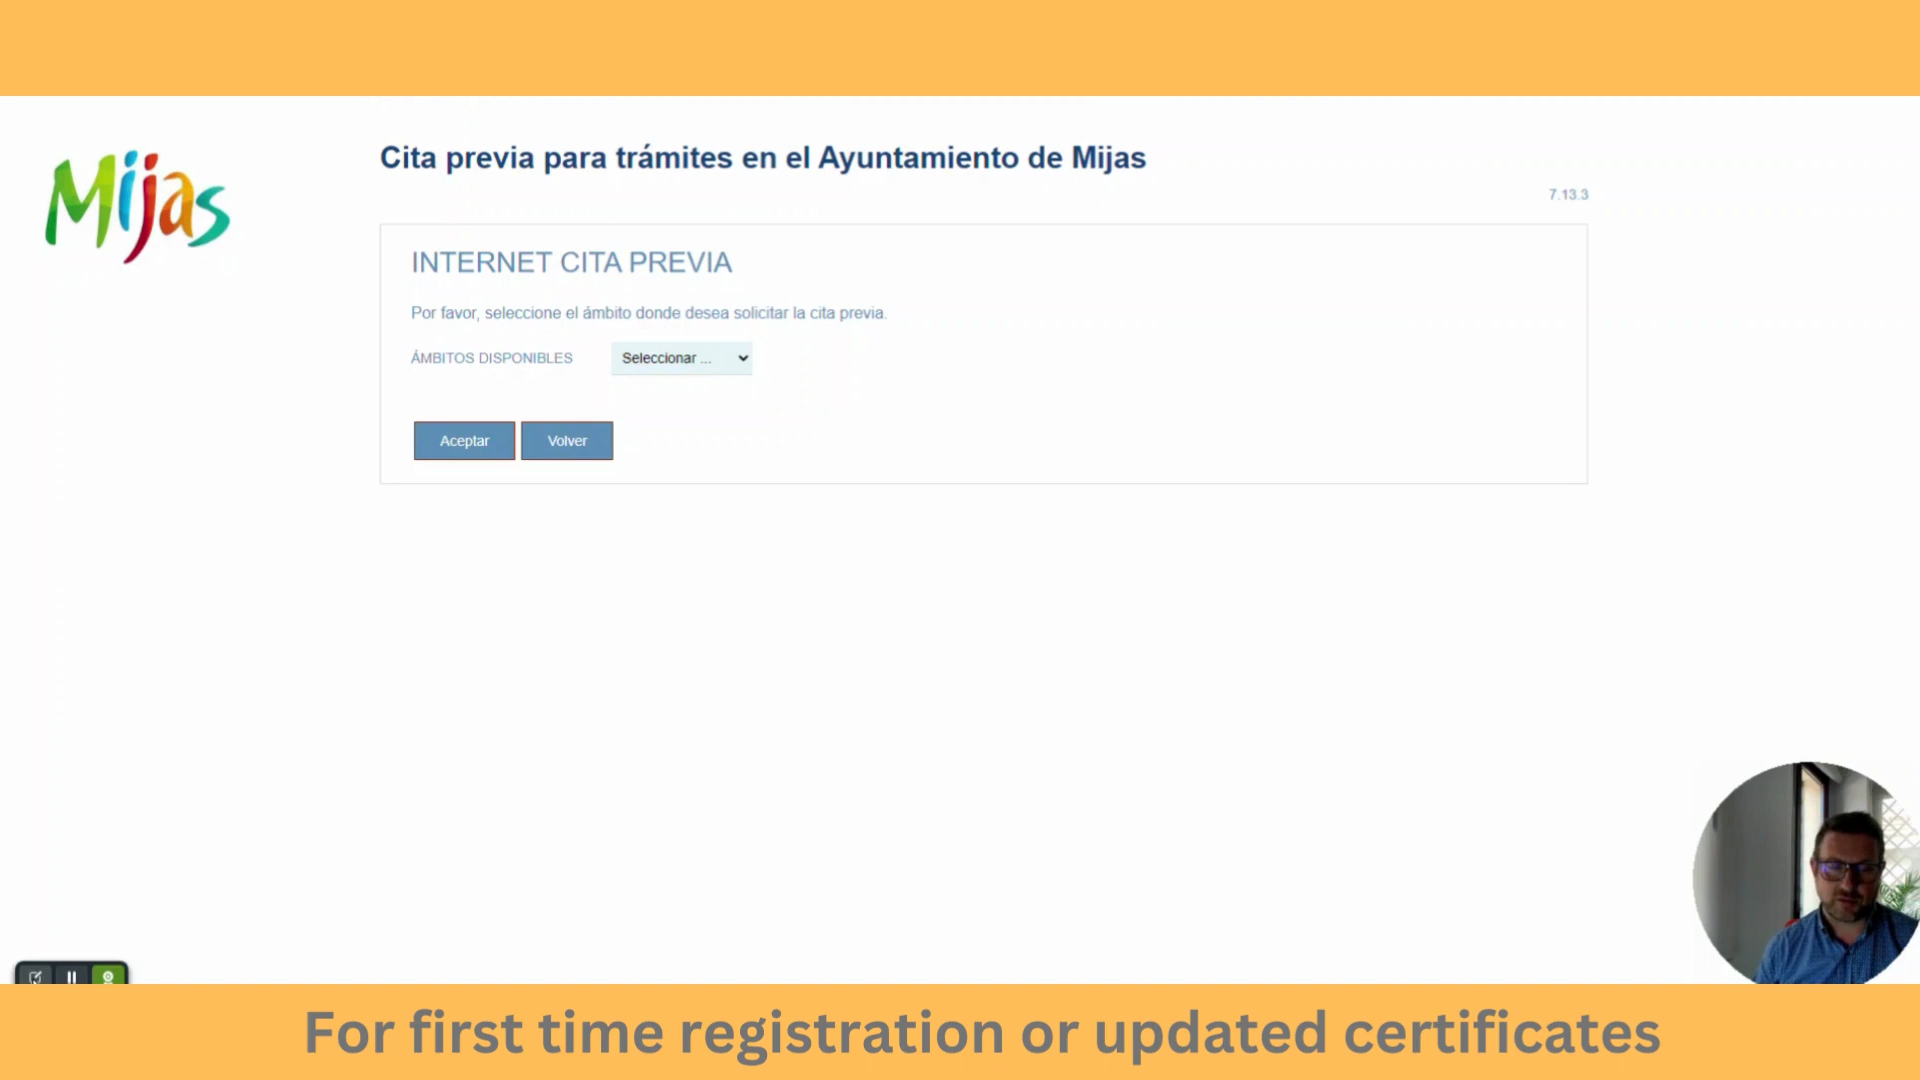 Mijas
Cita previa para trámites en el Ayuntamiento de Mijas
7.13.3
INTERNET CITA PREVIA
Por favor, seleccione el ámbito donde desea solicitar la cita previa.
ÁMBITOS DISPONIBLES Seleccionar ...
Aceptar Volver
For first time registration or updated certificates